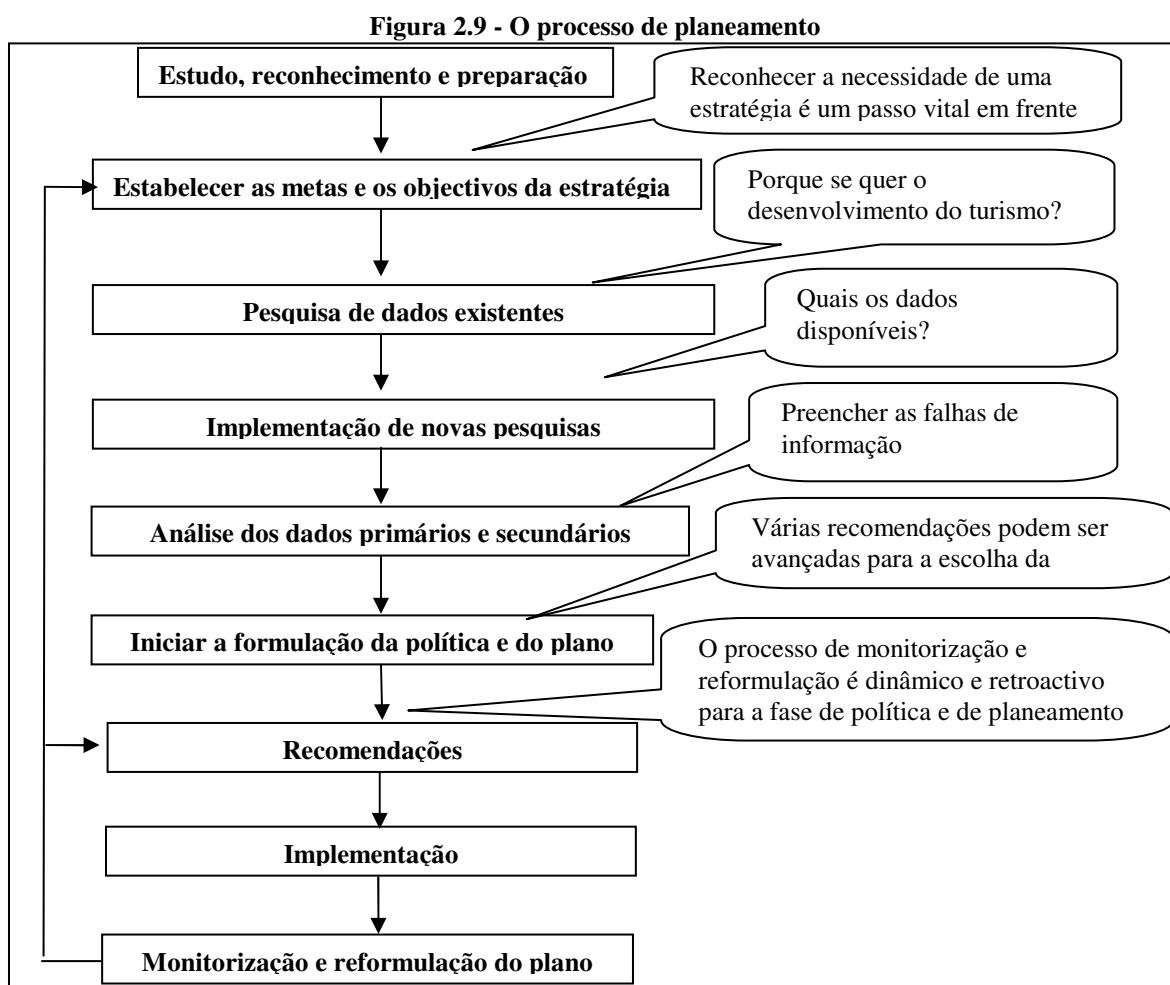 Figura 2.9 - O processo de planeamento
Estudo, reconhecimento e preparação
Reconhecer a necessidade de uma
estratégia é um passo vital em frente
Estabelecer as metas e os objectivos da estratégia
Porque se quer o
desenvolvimento do turismo?
Pesquisa de dados existentes
Quais os dados
disponíveis?
Implementação de novas pesquisas
Preencher as falhas de
informação
Análise dos dados primários e secundários
Várias recomendações podem ser
avançadas para a escolha da
Iniciar a formulação da política e do plano
O processo de monitorização e
reformulação é dinâmico e retroactivo
para a fase de política e de planeamento
Recomendações
Implementação
Monitorização e reformulação do plano